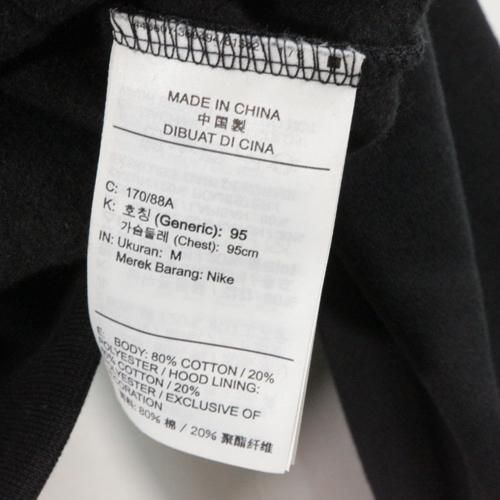 MADE IN CHINA
中国製
DIBUAT DI CINA
C: 170/88A
K: 호칭 (Generic): 95
가슴둘레 (Chest): 95cm
IN: Ukuran: M
Merek Barang: Nike
E: BODY: 80% COTTON / 20%
POLYESTER / HOOD LINING:
COTTON / 20%
POLYESTER / EXCLUSIVE OF
80% 棉 / 20% 聚酯纤维